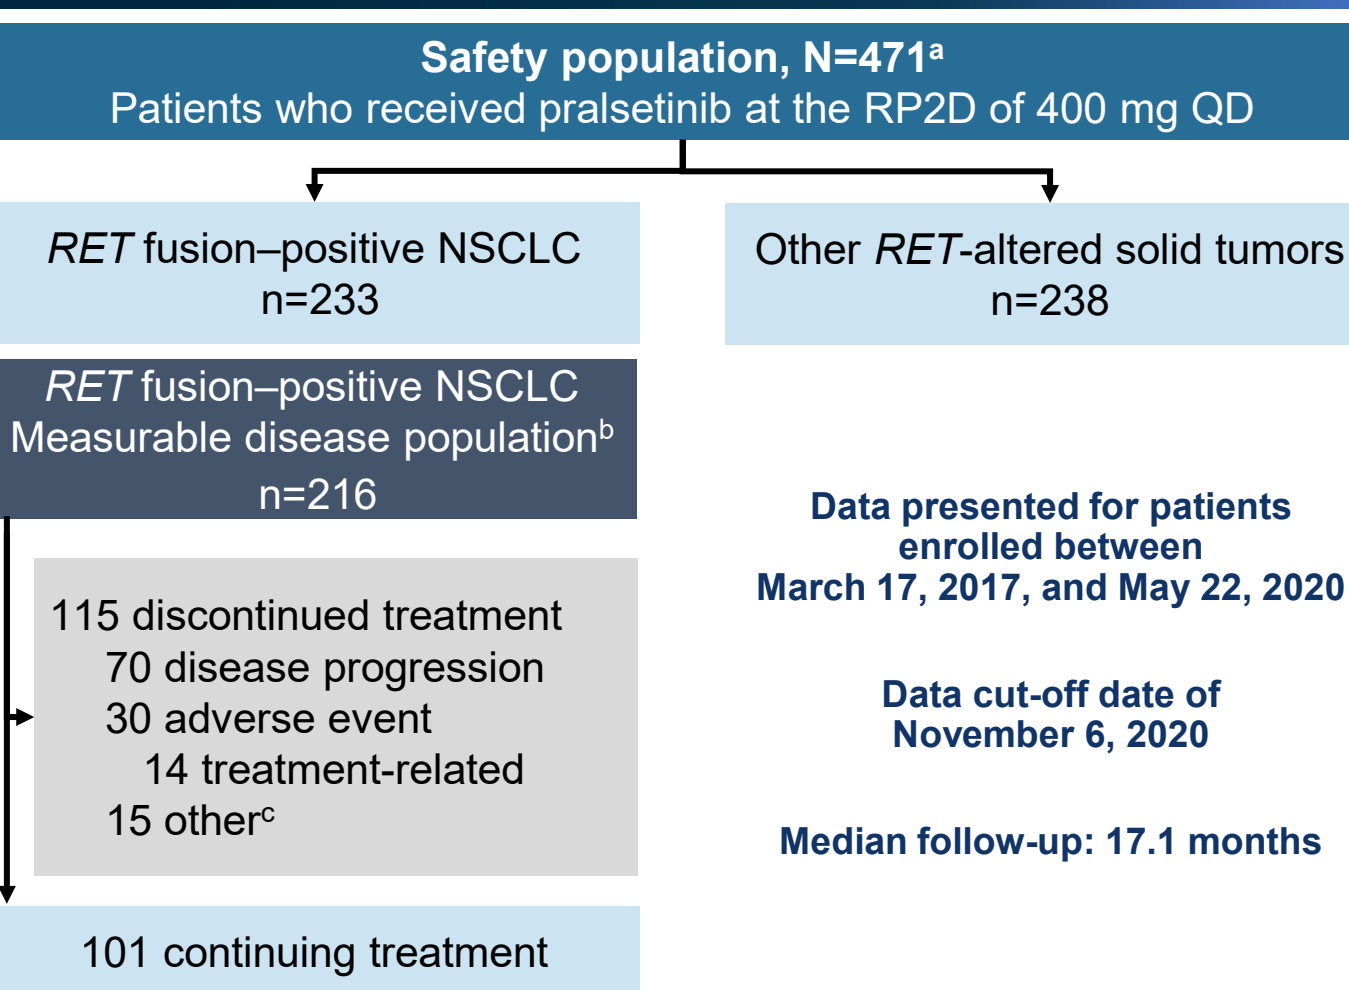 Safety population, N=471ᵃ
Patients who received pralsetinib at the RP2D of 400 mg QD
RET fusion–positive NSCLC
n=233
Other RET-altered solid tumors
n=238
RET fusion–positive NSCLC
Measurable disease populationᵇ
n=216
115 discontinued treatment
70 disease progression
30 adverse event
14 treatment-related
15 otherᶜ
101 continuing treatment
Data presented for patients
enrolled between
March 17, 2017, and May 22, 2020
Data cut-off date of
November 6, 2020
Median follow-up: 17.1 months